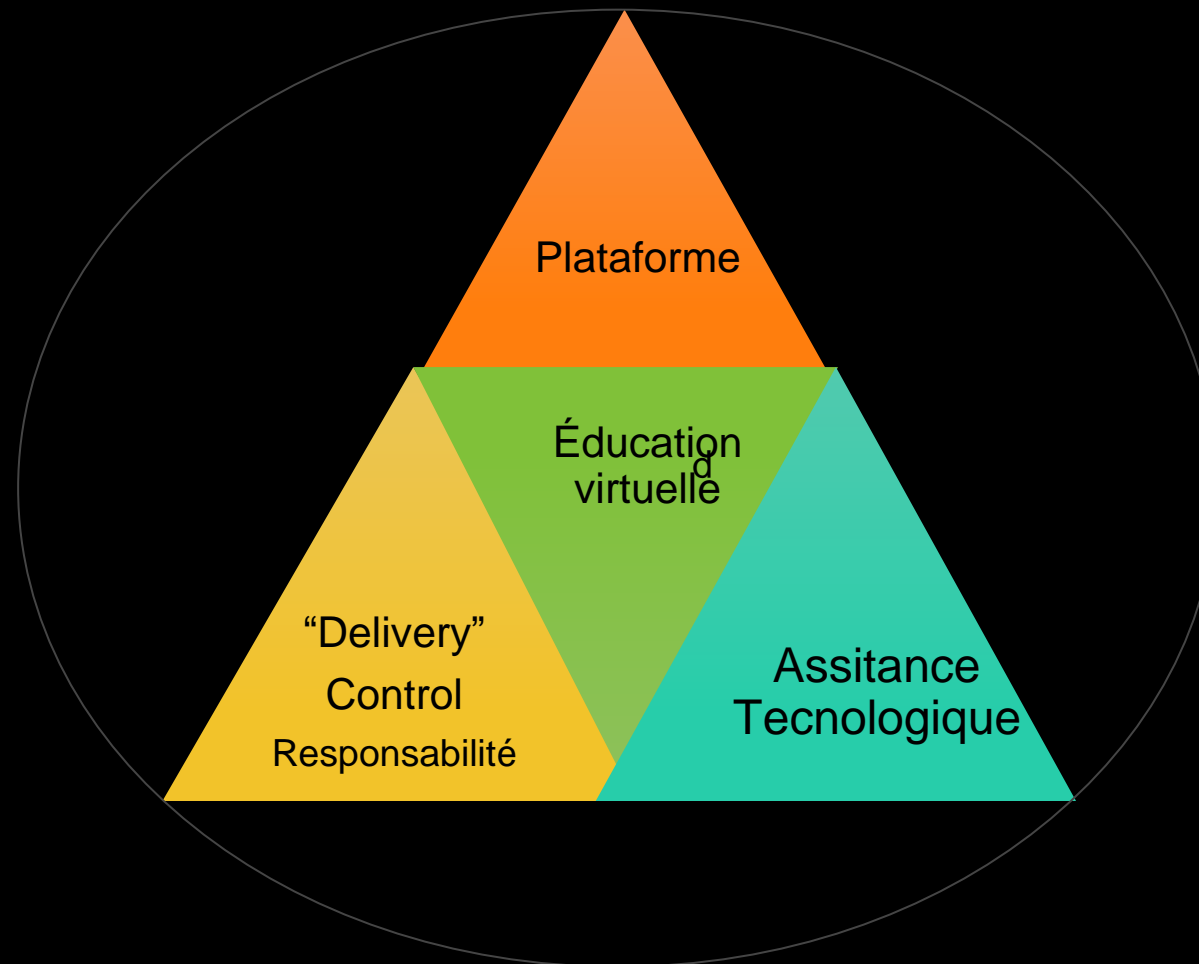 Plataforme
Éducation
d
virtuelle
“Delivery”
Control
Responsabilité
Assitance
Tecnologique